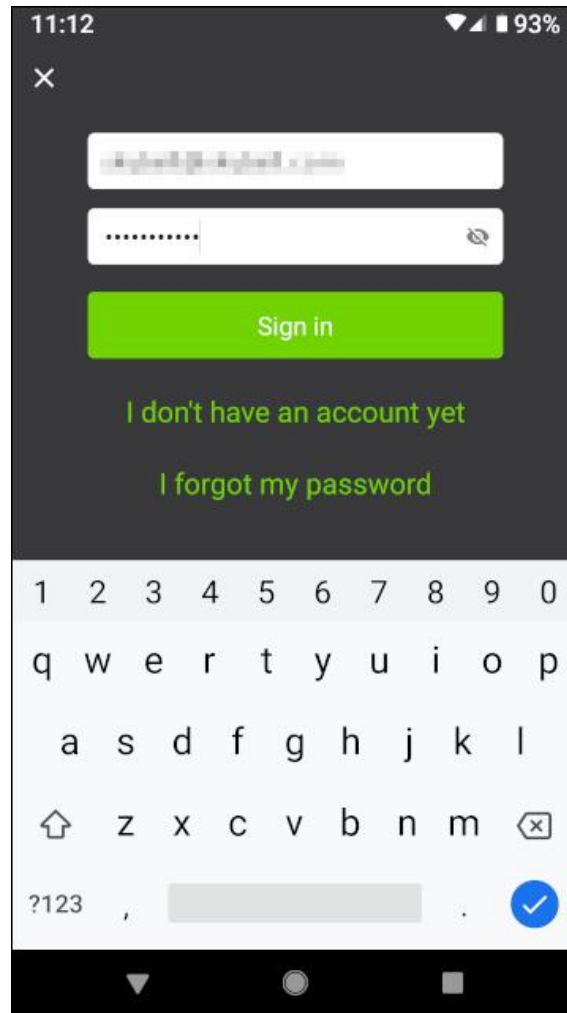 11:12 93%
•••••••••••
Sign in
I don't have an account yet
I forgot my password
1 2 3 4 5 6 7 8 9 0
q w e r t y u i o p
a s d f g h j k l
z x c v b n m
?123 , .